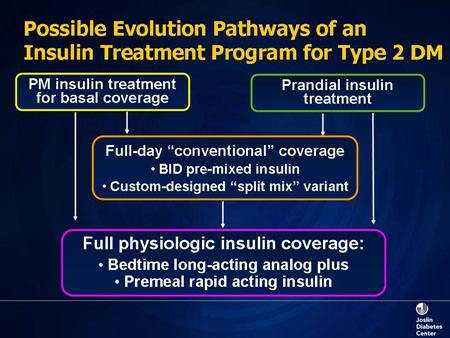 Possible Evolution Pathways of an
Insulin Treatment Program for Type 2 DM
PM insulin treatment
for basal coverage
Prandial insulin
treatment
Full-day “conventional” coverage
• BID pre-mixed insulin
• Custom-designed “split mix” variant
Full physologic insulin coverage:
• Bedtime long-acting analog plus
• Premeal rapid acting insulin
Joslin
Diabetes
Center